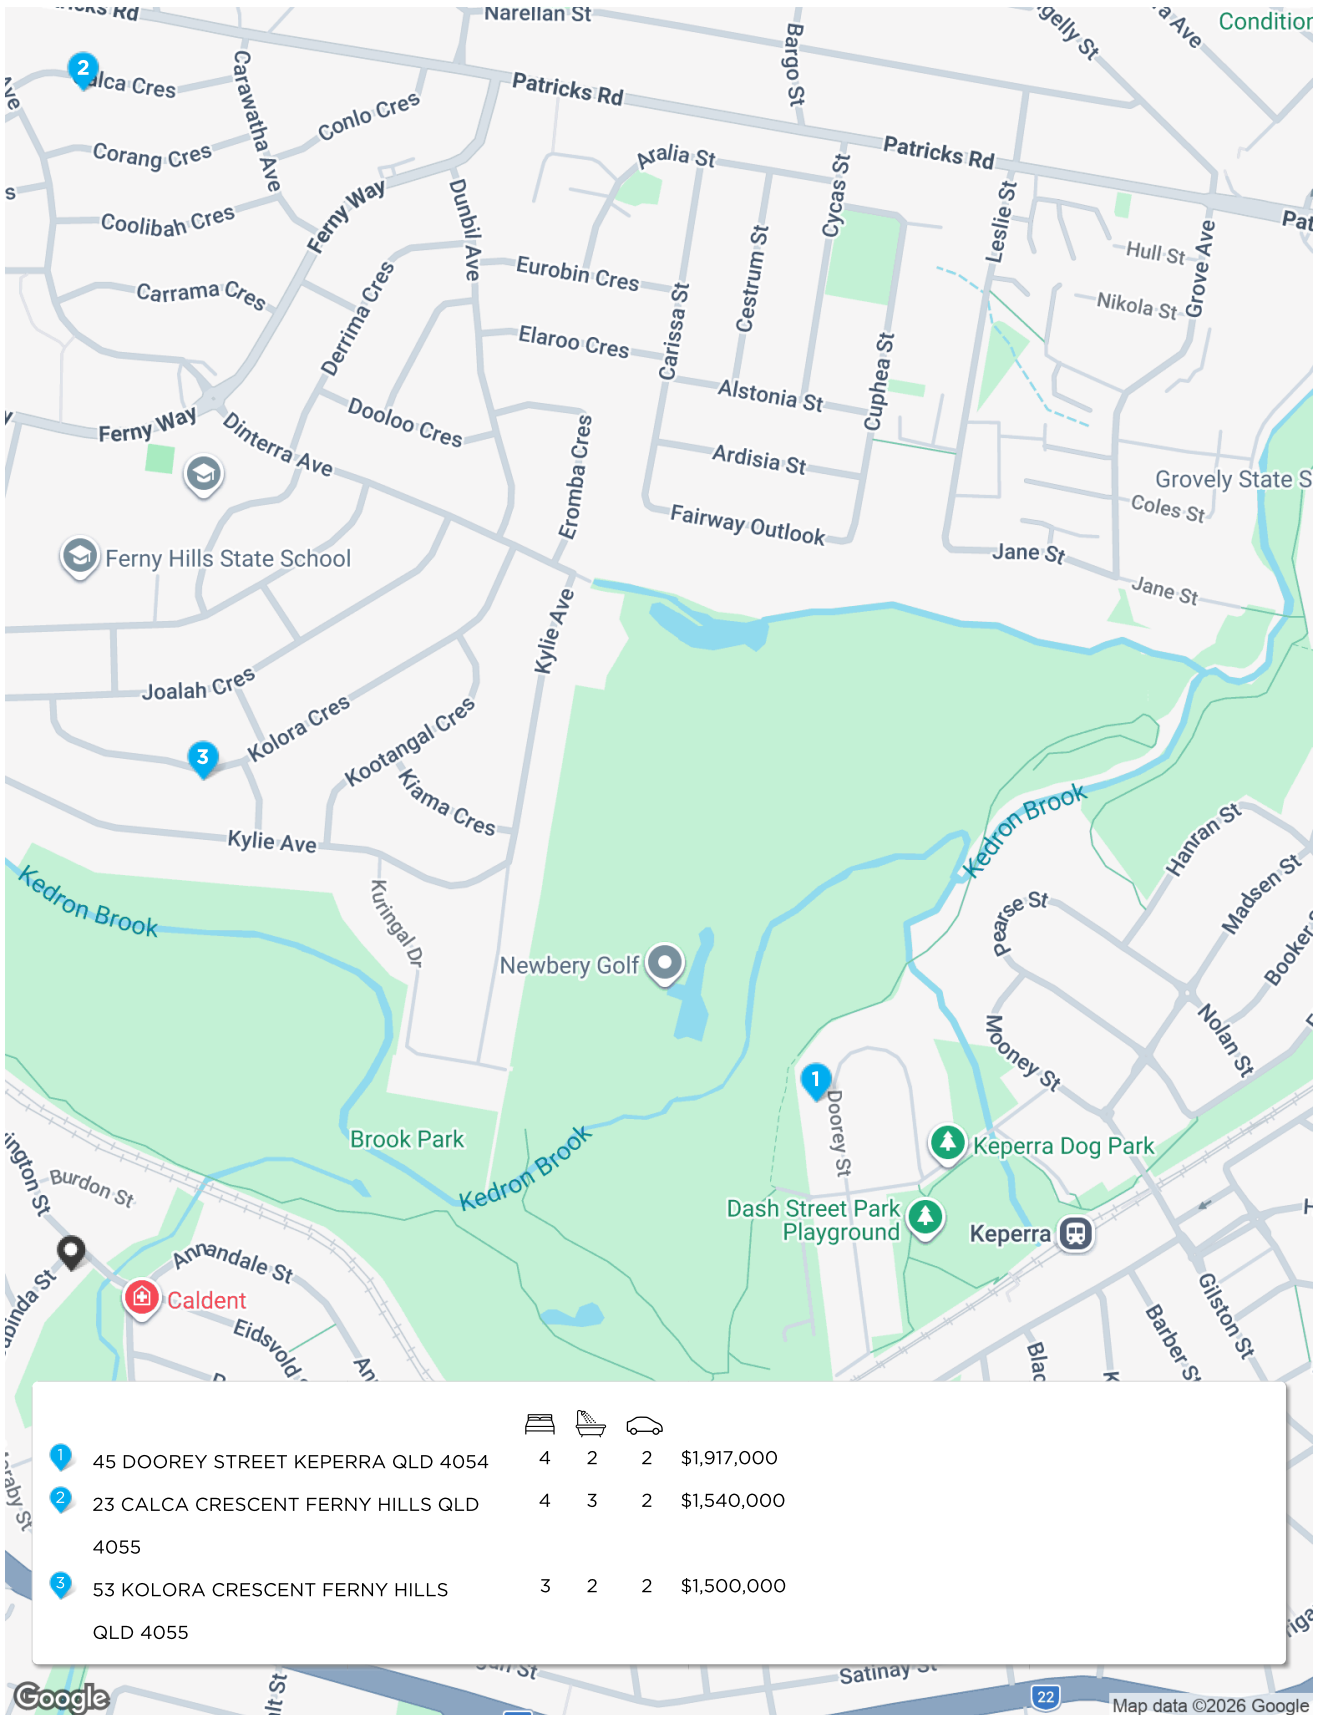 Narellan St
Patricks Rd
Bargo St
Condition
Calca Cres
Carawatha Ave
Conlo Cres
Patricks Rd
Corang Cres
Aralia St
Patricks Rd
Coolibah Cres
Ferny Way
Dunbil Ave
Cycas St
Leslie St
Hull St
Grove Ave
Carrama Cres
Derrima Cres
Eurobin Cres
Carissa St
Cestrum St
Nikola St
Elaroo Cres
Cuphea St
Alstonia St
Ferny Way
Dinterra Ave
Dooloo Cres
Eromba Cres
Ardisia St
Grovely State S
Coles St
Fairway Outlook
Jane St
Ferny Hills State School
Jane St
Kylie Ave
Joalah Cres
Kolora Cres
Kootangal Cres
Kiama Cres
2
3
Kylie Ave
Kedron Brook
Hanran St
Madsen St
Kedron Brook
Kuringal Dr
Pearse St
Booker
Newbery Golf
Mooney St
Nolan St
1
Doorey St
Brook Park
Kedron Brook
Keperra Dog Park
Burdon St
Dash Street Park
Playground
Keperra
Annandale St
Caldent
Eidsvold
Gilston St
Barber St
1 45 DOOREY STREET KEPERRA QLD 4054 4 2 2 $1,917,000
2 23 CALCA CRESCENT FERNY HILLS QLD 4 3 2 $1,540,000
4055
3 53 KOLORA CRESCENT FERNY HILLS 3 2 2 $1,500,000
QLD 4055
Satinay St
22
Google
Map data ©2026 Google